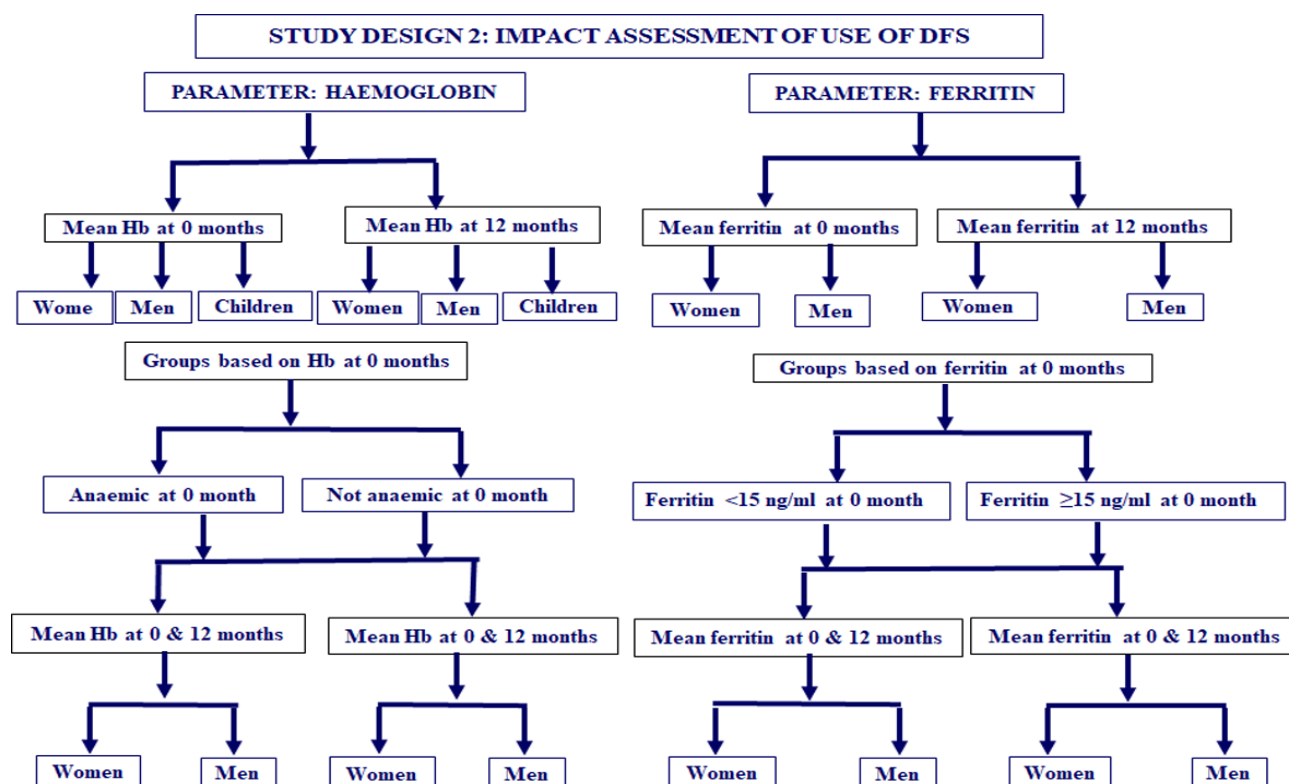 STUDY DESIGN 2: IMPACT ASSESSMENT OF USE OF DFS
PARAMETER: HAEMOGLOBIN
PARAMETER: FERRITIN
Mean Hb at 0 months
Mean Hb at 12 months
Mean ferritin at 0 months
Mean ferritin at 12 months
Wome
Men
Children
Women
Men
Children
Women
Men
Women
Men
Groups based on Hb at 0 months
Groups based on ferritin at 0 months
Anaemic at 0 month
Not anaemic at 0 month
Ferritin <15 ng/ml at 0 month
Ferritin ≥15 ng/ml at 0 month
Mean Hb at 0 & 12 months
Mean Hb at 0 & 12 months
Mean ferritin at 0 & 12 months
Mean ferritin at 0 & 12 months
Women
Men
Women
Men
Women
Men
Women
Men